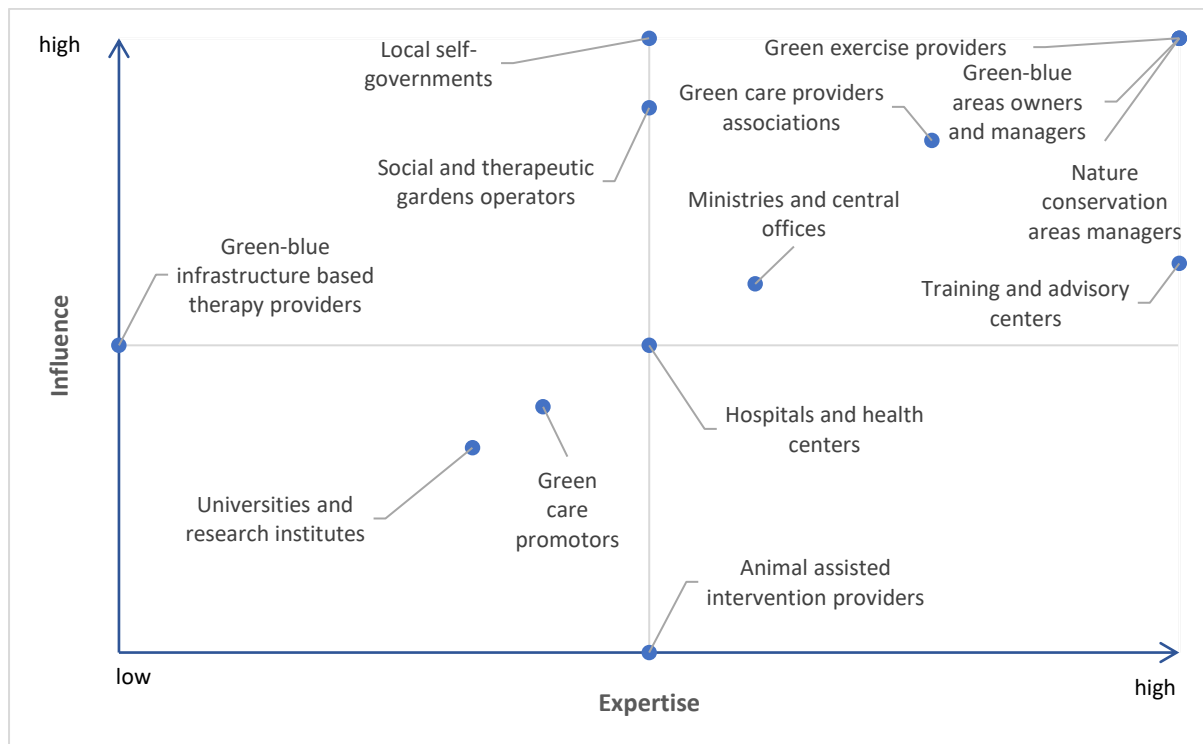 high
Local self-
governments
Green exercise providers
Green-blue
areas owners
and managers
Green care providers
associations
Social and therapeutic
gardens operators
Nature
conservation
areas managers
Ministries and central
offices
Green-blue
infrastructure based
therapy providers
Training and advisory
centers
Influence
Hospitals and health
centers
Universities and
research institutes
Green
care
promotors
Animal assisted
intervention providers
low
high
Expertise